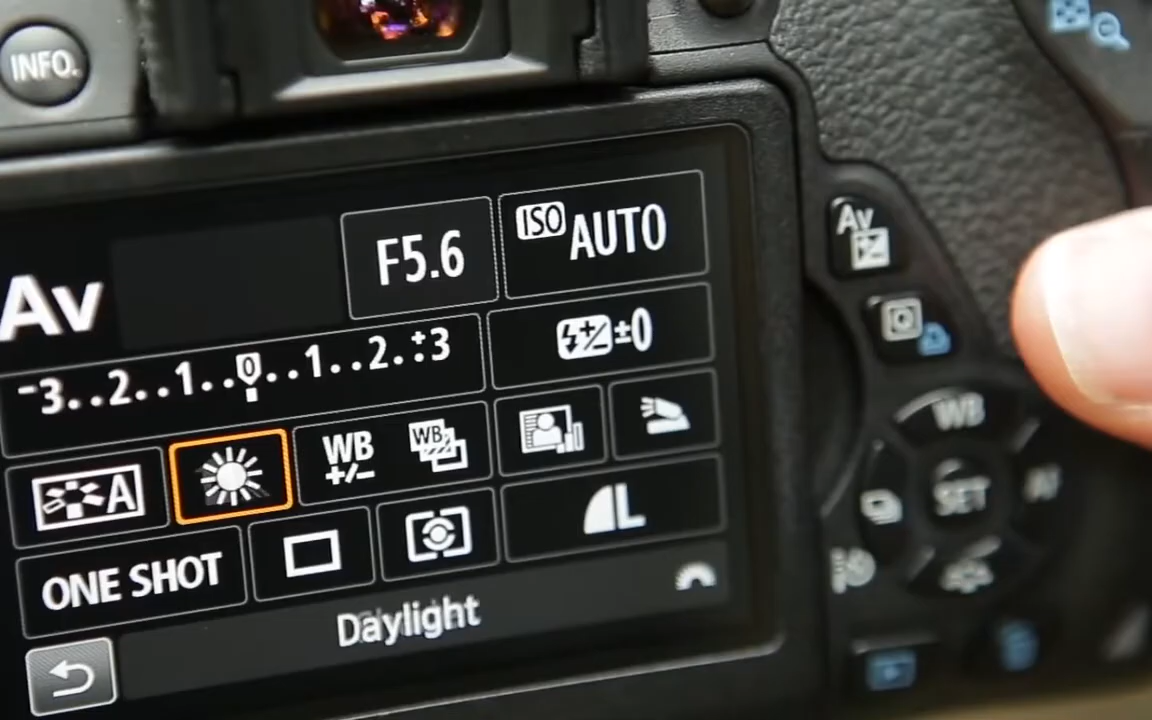 INFO.
Av
F5.6
ISO AUTO
-3..2..1..0..1..2.:+3
±0
WB +/-
WB
A
L
ONE SHOT
Daylight
Av
WB
SET
AF